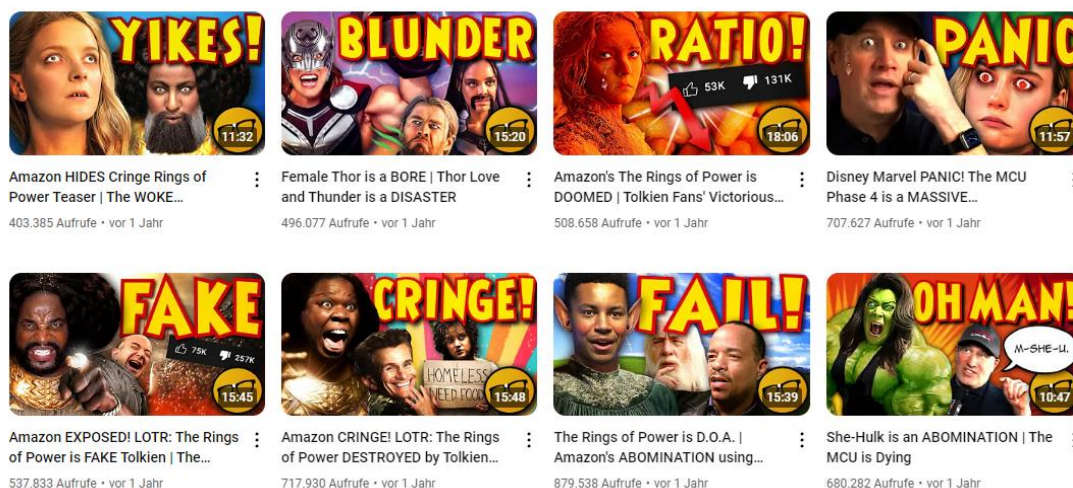 YIKES!
11:32
Amazon HIDES Cringe Rings of
Power Teaser | The WOKE...
403.385 Aufrufe • vor 1 Jahr
BLUNDER
15:20
Female Thor is a BORE | Thor Love
and Thunder is a DISASTER
496.077 Aufrufe • vor 1 Jahr
RATIO!
53K 131K
18:06
Amazon's The Rings of Power is
DOOMED | Tolkien Fans' Victorious...
508.658 Aufrufe • vor 1 Jahr
PANIC
11:57
Disney Marvel PANIC! The MCU
Phase 4 is a MASSIVE...
707.627 Aufrufe • vor 1 Jahr
FAKE
75K 257K
15:45
Amazon EXPOSED! LOTR: The Rings
of Power is FAKE Tolkien | The...
537.833 Aufrufe • vor 1 Jahr
CRINGE!
HOMELESS
NEED FOOD
15:48
Amazon CRINGE! LOTR: The Rings
of Power DESTROYED by Tolkien...
717.930 Aufrufe • vor 1 Jahr
FAIL!
15:39
The Rings of Power is D.O.A. |
Amazon's ABOMINATION using...
879.538 Aufrufe • vor 1 Jahr
OH MAN!
M-SHE-U.
10:47
She-Hulk is an ABOMINATION | The
MCU is Dying
680.282 Aufrufe • vor 1 Jahr